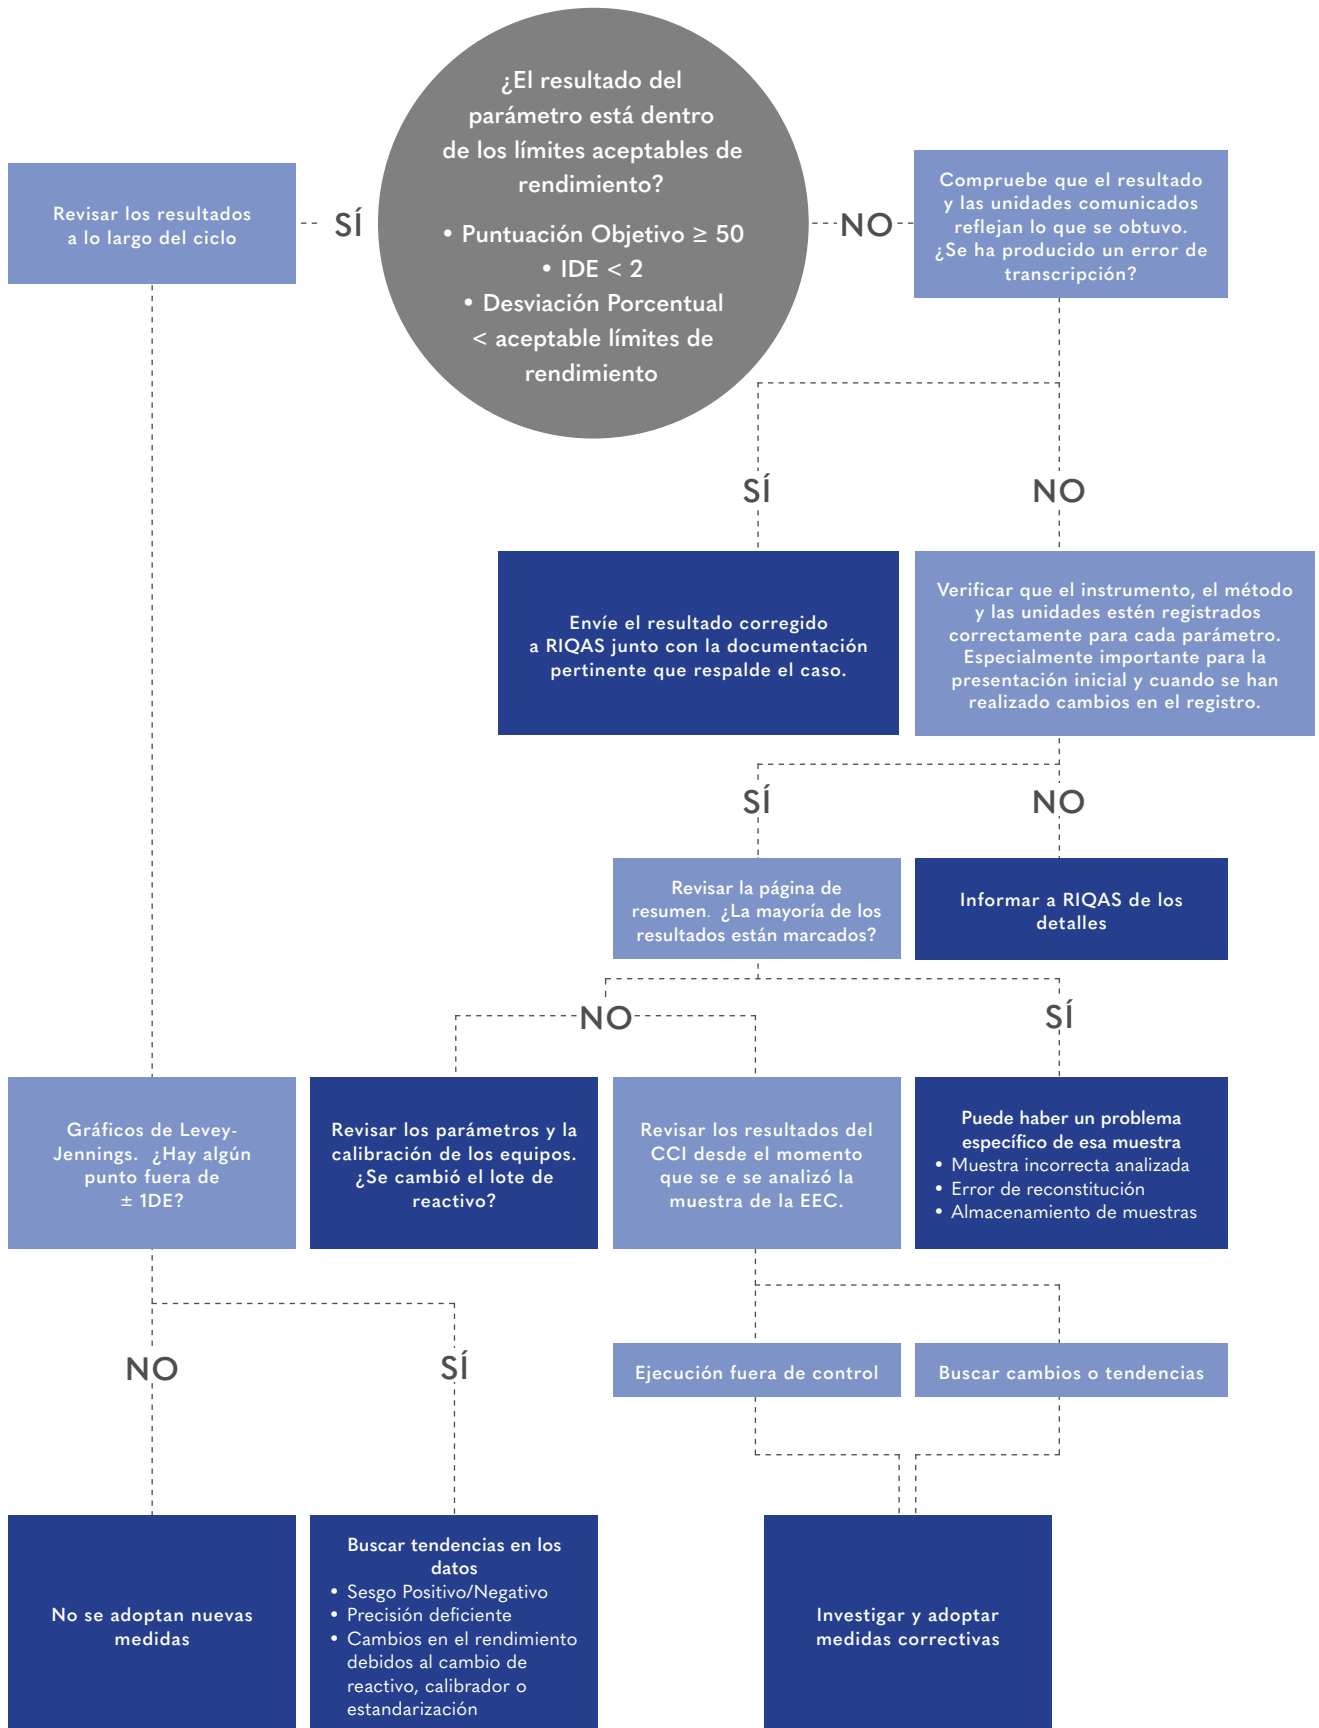 ¿El resultado del
parámetro está dentro
de los límites aceptables de
rendimiento?
• Puntuación Objetivo ≥ 50
• IDE < 2
• Desviación Porcentual
< aceptable límites de
rendimiento
SÍ
NO
Revisar los resultados
a lo largo del ciclo
Compruebe que el resultado
y las unidades comunicados
reflejan lo que se obtuvo.
¿Se ha producido un error de
transcripción?
SÍ
NO
Envíe el resultado corregido
a RIQAS junto con la documentación
pertinente que respalde el caso.
Verificar que el instrumento, el método
y las unidades estén registrados
correctamente para cada parámetro.
Especialmente importante para la
presentación inicial y cuando se han
realizado cambios en el registro.
SÍ
NO
Revisar la página de
resumen. ¿La mayoría de los
resultados están marcados?
Informar a RIQAS de los
detalles
NO
SÍ
Gráficos de Levey-
Jennings. ¿Hay algún
punto fuera de
± 1DE?
Revisar los parámetros y la
calibración de los equipos.
¿Se cambió el lote de
reactivo?
Revisar los resultados del
CCI desde el momento
que se e se analizó la
muestra de la EEC.
Puede haber un problema
específico de esa muestra
• Muestra incorrecta analizada
• Error de reconstitución
• Almacenamiento de muestras
NO
SÍ
Ejecución fuera de control
Buscar cambios o tendencias
No se adoptan nuevas
medidas
Buscar tendencias en los
datos
• Sesgo Positivo/Negativo
• Precisión deficiente
• Cambios en el rendimiento
debidos al cambio de
reactivo, calibrador o
estandarización
Investigar y adoptar
medidas correctivas